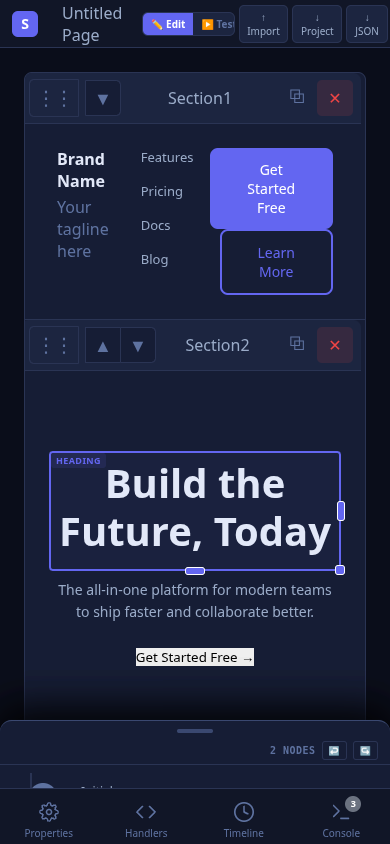 S
Untitled
Page
✏️ Edit
▶️ Test
↑
Import
↓
Project
↓
JSON
▼
Section1
✕
Brand
Name
Your
tagline
here
Features
Pricing
Docs
Blog
Get
Started
Free
Learn
More
▲
▼
Section2
✕
HEADING
Build the
Future, Today
The all-in-one platform for modern teams
to ship faster and collaborate better.
Get Started Free →
2 NODES
Properties
Handlers
Timeline
3
Console